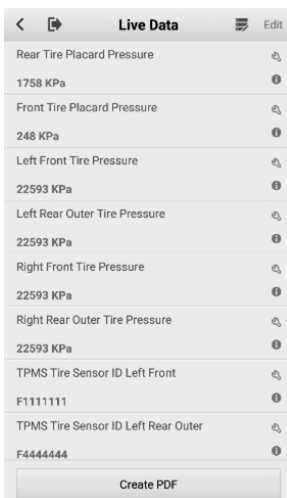 Live Data Edit
Rear Tire Placard Pressure
1758 KPa
Front Tire Placard Pressure
248 KPa
Left Front Tire Pressure
22593 KPa
Left Rear Outer Tire Pressure
22593 KPa
Right Front Tire Pressure
22593 KPa
Right Rear Outer Tire Pressure
22593 KPa
TPMS Tire Sensor ID Left Front
F1111111
TPMS Tire Sensor ID Left Rear Outer
F4444444
Create PDF